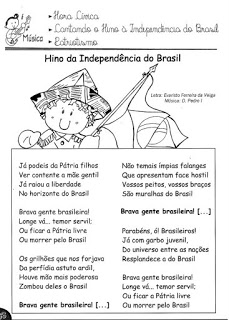 Hora Cívica
Cantando o Hino à Independência do Brasil
Patriotismo
Música
Hino da Independência do Brasil
Letra: Evaristo Ferreira da Veiga
Música: D. Pedro I
Já podeis da Pátria filhos
Ver contente a mãe gentil
Já raiou a liberdade
No horizonte do Brasil
Brava gente brasileira!
Longe vá... temor servil;
Ou ficar a Pátria livre
Ou morrer pelo Brasil
Os grilhões que nos forjava
Da perfídia astuto ardil,
Houve mão mais poderosa
Zombou deles o Brasil
Brava gente brasileira! [...]
Não temais ímpias falanges
Que apresentam face hostil
Vossos peitos, vossos braços
São muralhas do Brasil
Brava gente brasileira! [...]
Parabéns, ó! Brasileiros!
Já com garbo juvenil,
Do universo entre as nações
Resplandece a do Brasil
Brava gente brasileira!
Longe vá... temor servil;
Ou ficar a Pátria livre
Ou morrer pelo Brasil